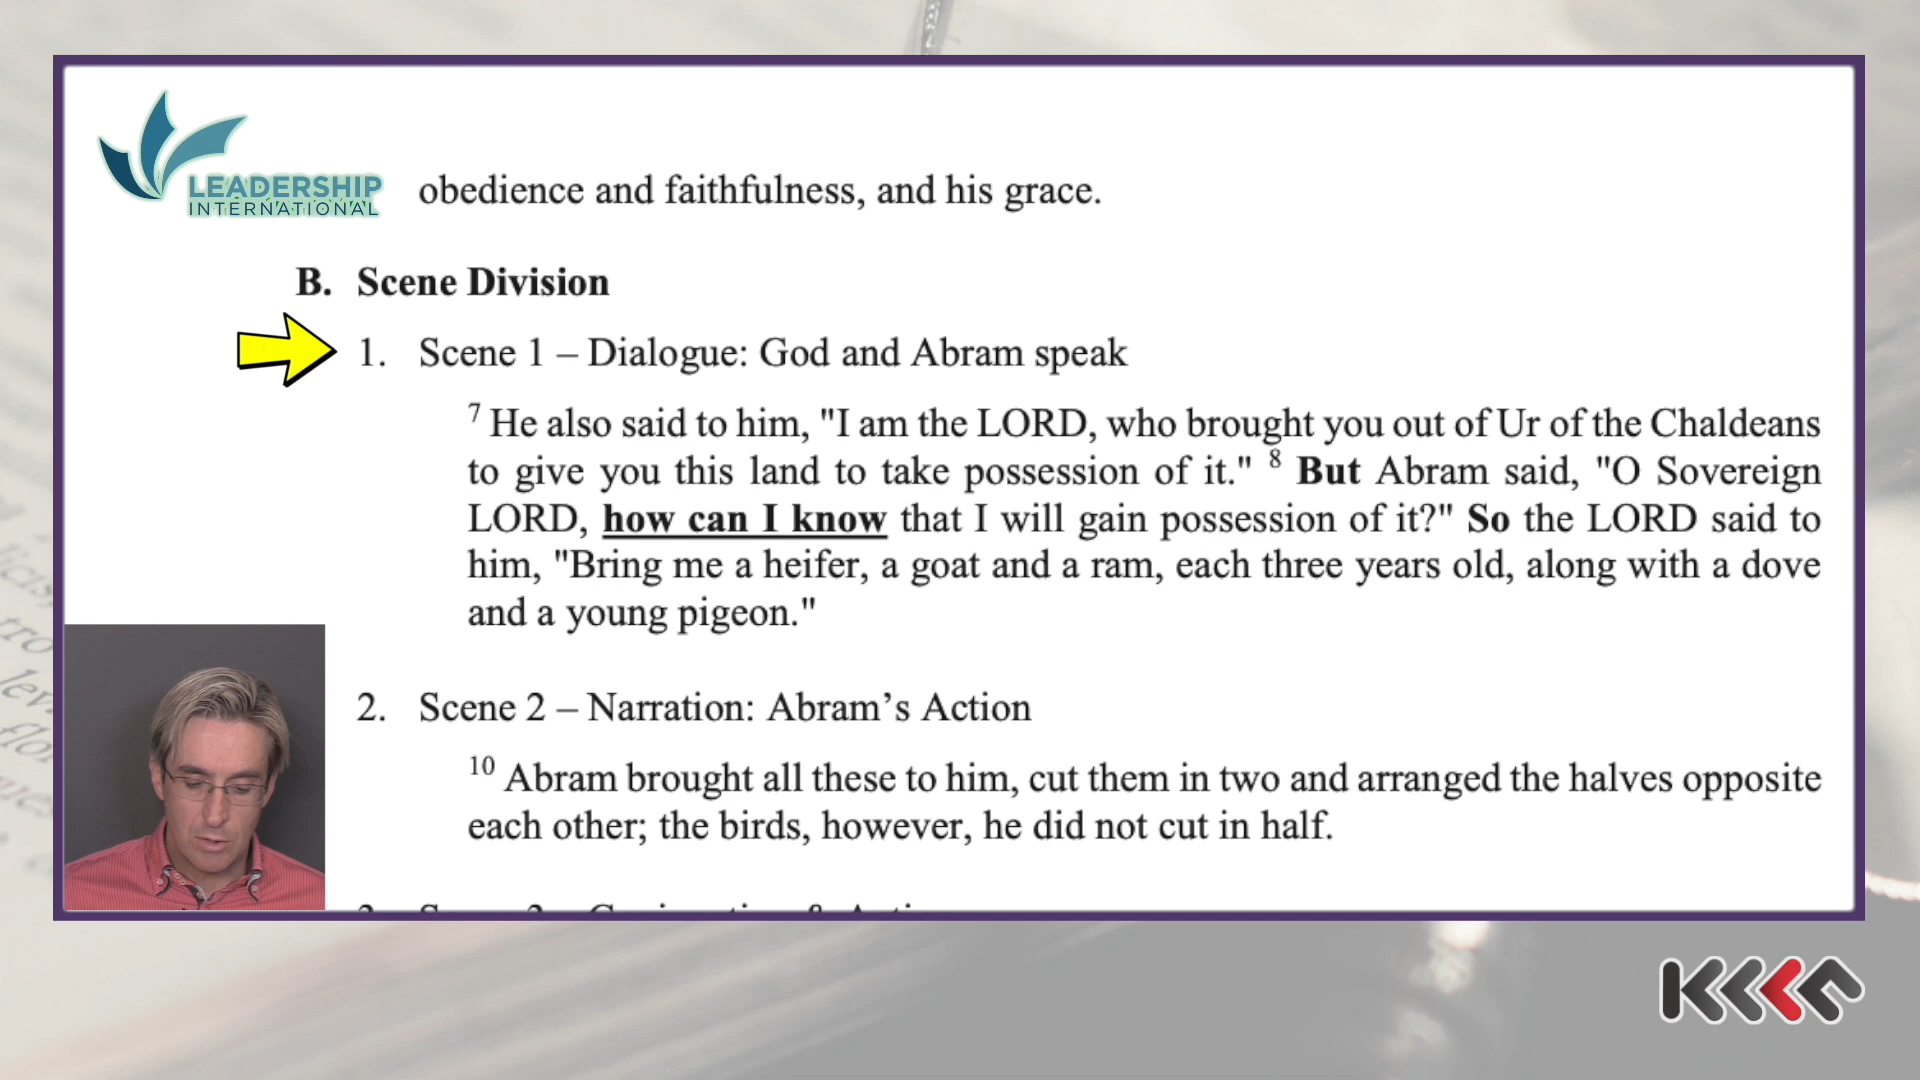 LEADERSHIP
INTERNATIONAL
obedience and faithfulness, and his grace.
B. Scene Division
1. Scene 1 – Dialogue: God and Abram speak
7 He also said to him, "I am the LORD, who brought you out of Ur of the Chaldeans
to give you this land to take possession of it." 8 But Abram said, "O Sovereign
LORD, how can I know that I will gain possession of it?" So the LORD said to
him, "Bring me a heifer, a goat and a ram, each three years old, along with a dove
and a young pigeon."
2. Scene 2 – Narration: Abram’s Action
10 Abram brought all these to him, cut them in two and arranged the halves opposite
each other; the birds, however, he did not cut in half.